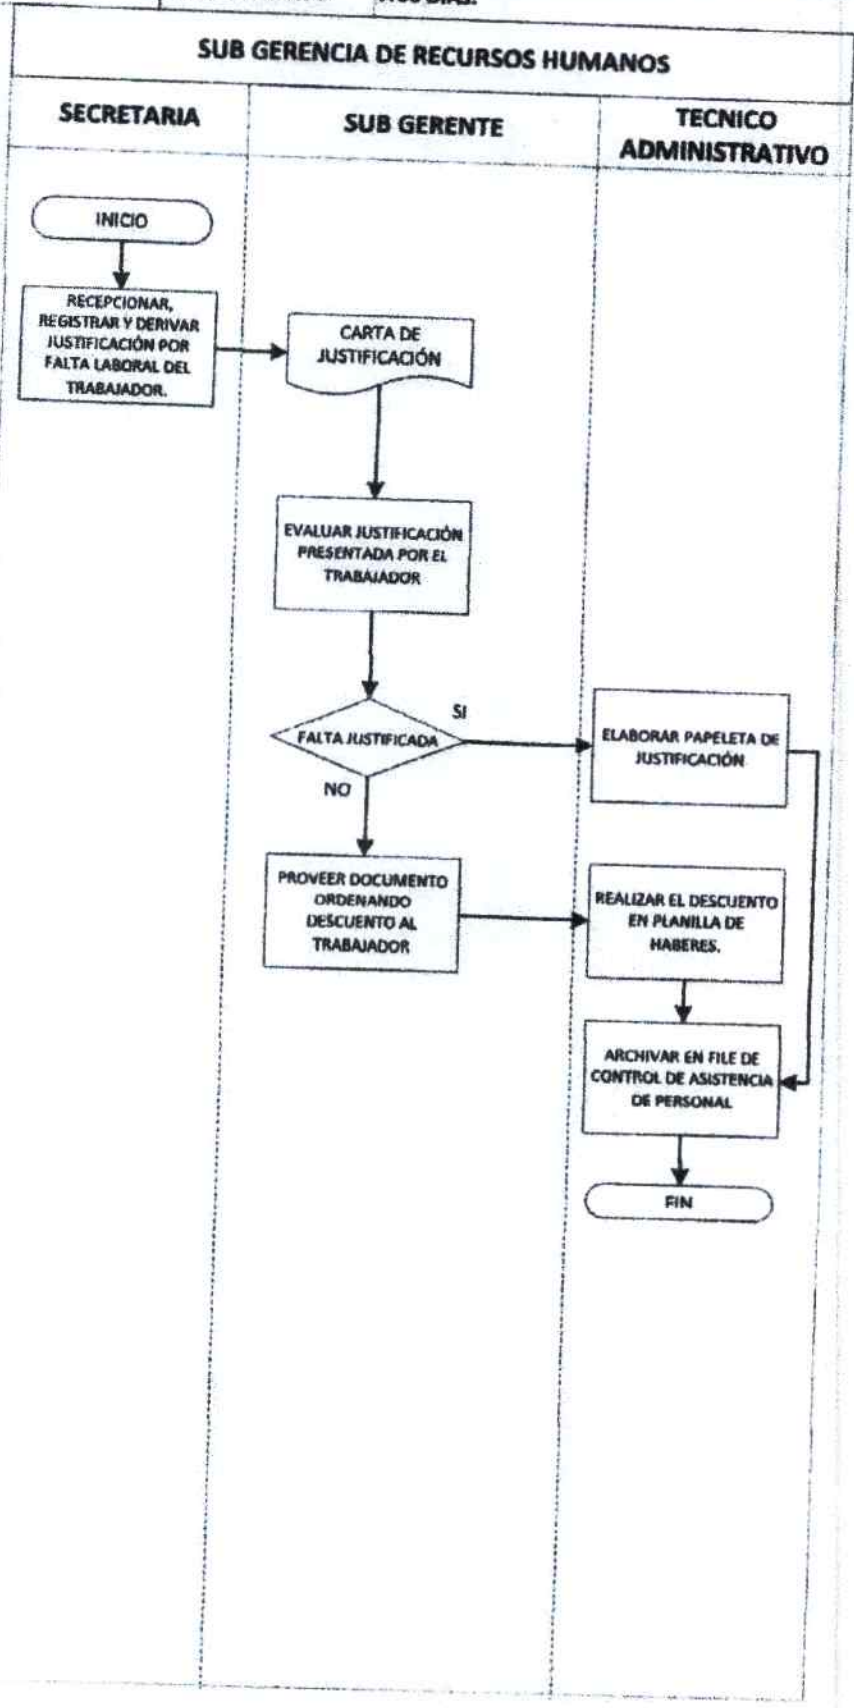 DIAS.
SUB GERENCIA DE RECURSOS HUMANOS
SECRETARIA
SUB GERENTE
TECNICO
ADMINISTRATIVO
INICIO
RECEPCIONAR,
REGISTRAR Y DERIVAR
JUSTIFICACIÓN POR
FALTA LABORAL DEL
TRABAJADOR.
CARTA DE
JUSTIFICACIÓN
EVALUAR JUSTIFICACIÓN
PRESENTADA POR EL
TRABAJADOR
FALTA JUSTIFICADA
SI
NO
ELABORAR PAPELETA DE
JUSTIFICACIÓN
PROVEER DOCUMENTO
ORDENANDO
DESCUENTO AL
TRABAJADOR
REALIZAR EL DESCUENTO
EN PLANILLA DE
HABERES.
ARCHIVAR EN FILE DE
CONTROL DE ASISTENCIA
DE PERSONAL
FIN